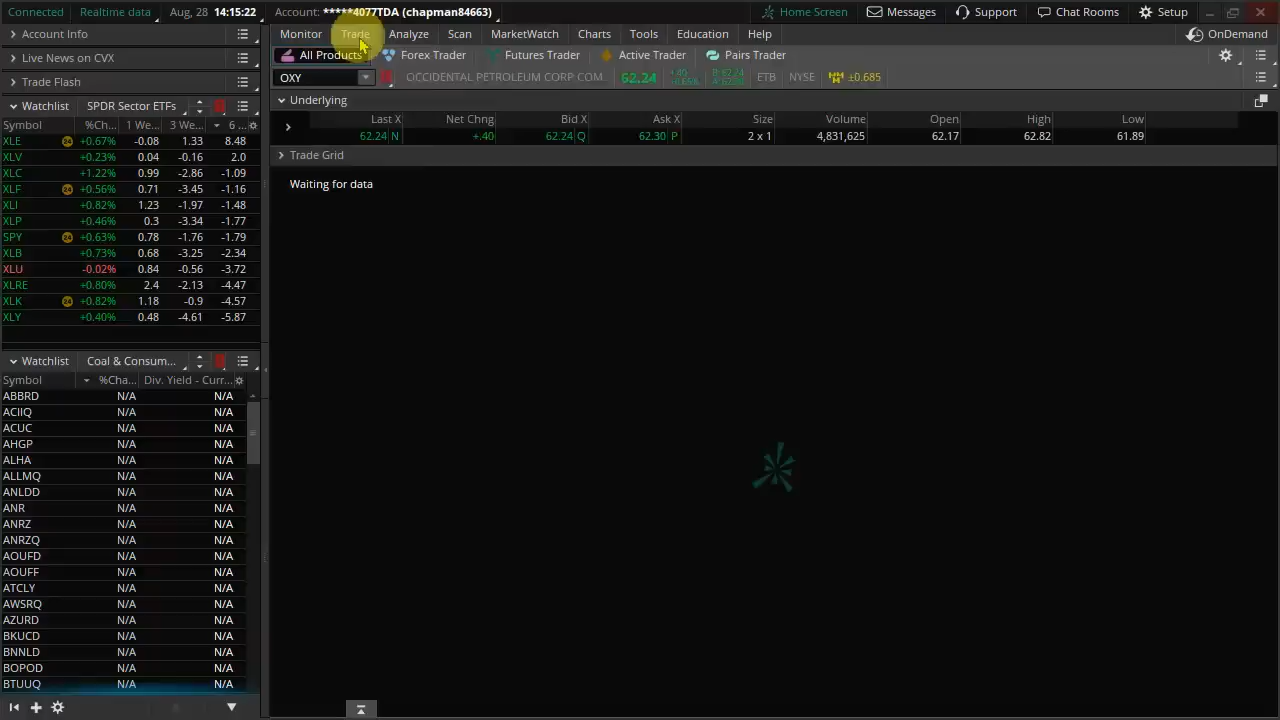 Connected Realtime data Aug, 28 14:15:22 Account: *****4077TDA (chapman84663) Home Screen Messages Support Chat Rooms Setup
Account Info Monitor Trade Analyze Scan MarketWatch Charts Tools Education Help OnDemand
Live News on CVX All Products Forex Trader Futures Trader Active Trader Pairs Trader
Trade Flash OXY OCCIDENTAL PETROLEUM CORP COM 62.24 ETB NYSE ±0.685
Watchlist SPDR Sector ETFs Underlying
Symbol %Ch... 1 We... 3 We... 6 ...
Last X Net Chng Bid X Ask X Size Volume Open High Low
62.24 N +.40 62.24 Q 62.30 P 2 x 1 4,831,625 62.17 62.82 61.89
Trade Grid
Waiting for data
XLE 24 +0.67% -0.08 1.33 8.48
XLV +0.23% 0.04 -0.16 2.0
XLC +1.22% 0.99 -2.86 -1.09
XLF 24 +0.56% 0.71 -3.45 -1.16
XLI +0.82% 1.23 -1.97 -1.48
XLP +0.46% 0.3 -3.34 -1.77
SPY 24 +0.63% 0.78 -1.76 -1.79
XLB +0.73% 0.68 -3.25 -2.34
XLU -0.02% 0.84 -0.56 -3.72
XLRE +0.80% 2.4 -2.13 -4.47
XLK 24 +0.82% 1.18 -0.9 -4.57
XLY +0.40% 0.48 -4.61 -5.87
Watchlist Coal & Consum...
Symbol %Cha... Div. Yield - Curr...
ABBRD N/A N/A
ACIIQ N/A N/A
ACUC N/A N/A
AHGP N/A N/A
ALHA N/A N/A
ALLMQ N/A N/A
ANLDD N/A N/A
ANR N/A N/A
ANRZ N/A N/A
ANRZQ N/A N/A
AOUFD N/A N/A
AOUFF N/A N/A
ATCLY N/A N/A
AWSRQ N/A N/A
AZURD N/A N/A
BKUCD N/A N/A
BNNLD N/A N/A
BOPOD N/A N/A
BTUUQ N/A N/A